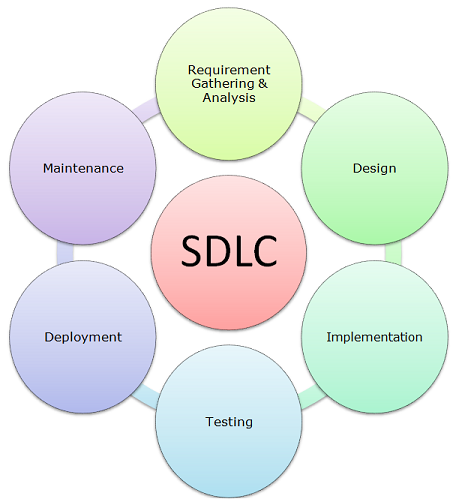 Requirement
Gathering &
Analysis
Maintenance
Design
SDLC
Deployment
Implementation
Testing